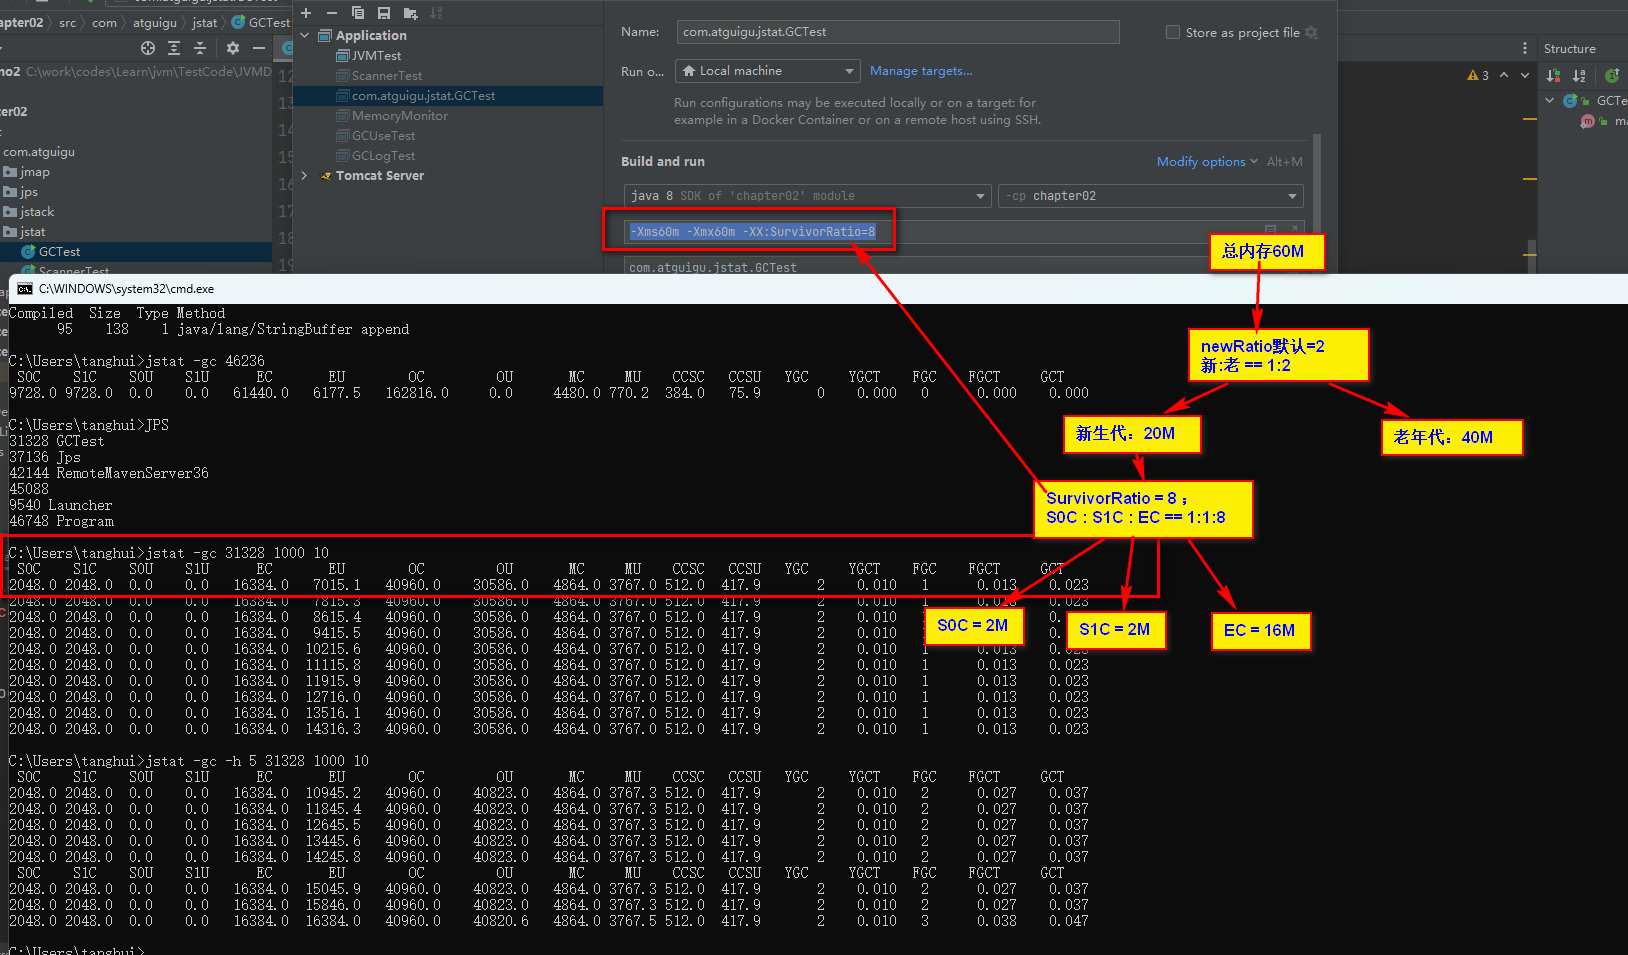 apter02 > src > com > atguigu > jstat > GCTest
no2 C:\work\codes\Learn\jvm\TestCode\JVMD
ter02
com.atguigu
jmap
jps
jstack
jstat
GCTest
ScannerTest
12
13
14
15
16
17
18
19
Application
JVMTest
ScannerTest
com.atguigu.jstat.GCTest
MemoryMonitor
GCUseTest
GCLogTest
Tomcat Server
Name: com.atguigu.jstat.GCTest
Store as project file
Run o... Local machine Manage targets...
Run configurations may be executed locally or on a target: for
example in a Docker Container or on a remote host using SSH.
Build and run Modify options Alt+M
java 8 SDK of 'chapter02' module -cp chapter02
-Xms60m -Xmx60m -XX:SurvivorRatio=8
com.atguigu.jstat.GCTest
3
Structure
GCTe
ma
总内存60M
newRatio默认=2
新:老 == 1:2
新生代：20M
老年代：40M
SurvivorRatio = 8 ；
S0C : S1C : EC == 1:1:8
S0C = 2M
S1C = 2M
EC = 16M
C:\WINDOWS\system32\cmd.exe
Compiled Size Type Method
95 138 1 java/lang/StringBuffer append
C:\Users\tanghui>jstat -gc 46236
S0C S1C S0U S1U EC EU OC OU MC MU CCSC CCSU YGC YGCT FGC FGCT GCT
9728.0 9728.0 0.0 0.0 61440.0 6177.5 162816.0 0.0 4480.0 770.2 384.0 75.9 0 0.000 0 0.000 0.000
C:\Users\tanghui>JPS
31328 GCTest
37136 Jps
42144 RemoteMavenServer36
45088
9540 Launcher
46748 Program
C:\Users\tanghui>jstat -gc 31328 1000 10
S0C S1C S0U S1U EC EU OC OU MC MU CCSC CCSU YGC YGCT FGC FGCT GCT
2048.0 2048.0 0.0 0.0 16384.0 7015.1 40960.0 30586.0 4864.0 3767.0 512.0 417.9 2 0.010 1 0.013 0.023
2048.0 2048.0 0.0 0.0 16384.0 7815.3 40960.0 30586.0 4864.0 3767.0 512.0 417.9 2 0.010 1 0.013 0.023
2048.0 2048.0 0.0 0.0 16384.0 8615.4 40960.0 30586.0 4864.0 3767.0 512.0 417.9 2 0.010
2048.0 2048.0 0.0 0.0 16384.0 9415.5 40960.0 30586.0 4864.0 3767.0 512.0 417.9 2 0.010
2048.0 2048.0 0.0 0.0 16384.0 10215.6 40960.0 30586.0 4864.0 3767.0 512.0 417.9 2 0.010 1 0.013 0.023
2048.0 2048.0 0.0 0.0 16384.0 11115.8 40960.0 30586.0 4864.0 3767.0 512.0 417.9 2 0.010 1 0.013 0.023
2048.0 2048.0 0.0 0.0 16384.0 11915.9 40960.0 30586.0 4864.0 3767.0 512.0 417.9 2 0.010 1 0.013 0.023
2048.0 2048.0 0.0 0.0 16384.0 12716.0 40960.0 30586.0 4864.0 3767.0 512.0 417.9 2 0.010 1 0.013 0.023
2048.0 2048.0 0.0 0.0 16384.0 13516.1 40960.0 30586.0 4864.0 3767.0 512.0 417.9 2 0.010 1 0.013 0.023
2048.0 2048.0 0.0 0.0 16384.0 14316.3 40960.0 30586.0 4864.0 3767.0 512.0 417.9 2 0.010 1 0.013 0.023
C:\Users\tanghui>jstat -gc -h 5 31328 1000 10
S0C S1C S0U S1U EC EU OC OU MC MU CCSC CCSU YGC YGCT FGC FGCT GCT
2048.0 2048.0 0.0 0.0 16384.0 10945.2 40960.0 40823.0 4864.0 3767.3 512.0 417.9 2 0.010 2 0.027 0.037
2048.0 2048.0 0.0 0.0 16384.0 11845.4 40960.0 40823.0 4864.0 3767.3 512.0 417.9 2 0.010 2 0.027 0.037
2048.0 2048.0 0.0 0.0 16384.0 12645.5 40960.0 40823.0 4864.0 3767.3 512.0 417.9 2 0.010 2 0.027 0.037
2048.0 2048.0 0.0 0.0 16384.0 13445.6 40960.0 40823.0 4864.0 3767.3 512.0 417.9 2 0.010 2 0.027 0.037
2048.0 2048.0 0.0 0.0 16384.0 14245.8 40960.0 40823.0 4864.0 3767.3 512.0 417.9 2 0.010 2 0.027 0.037
S0C S1C S0U S1U EC EU OC OU MC MU CCSC CCSU YGC YGCT FGC FGCT GCT
2048.0 2048.0 0.0 0.0 16384.0 15045.9 40960.0 40823.0 4864.0 3767.3 512.0 417.9 2 0.010 2 0.027 0.037
2048.0 2048.0 0.0 0.0 16384.0 15846.0 40960.0 40823.0 4864.0 3767.3 512.0 417.9 2 0.010 2 0.027 0.037
2048.0 2048.0 0.0 0.0 16384.0 16384.0 40960.0 40820.6 4864.0 3767.5 512.0 417.9 2 0.010 3 0.038 0.047
C:\Users\tanghui>